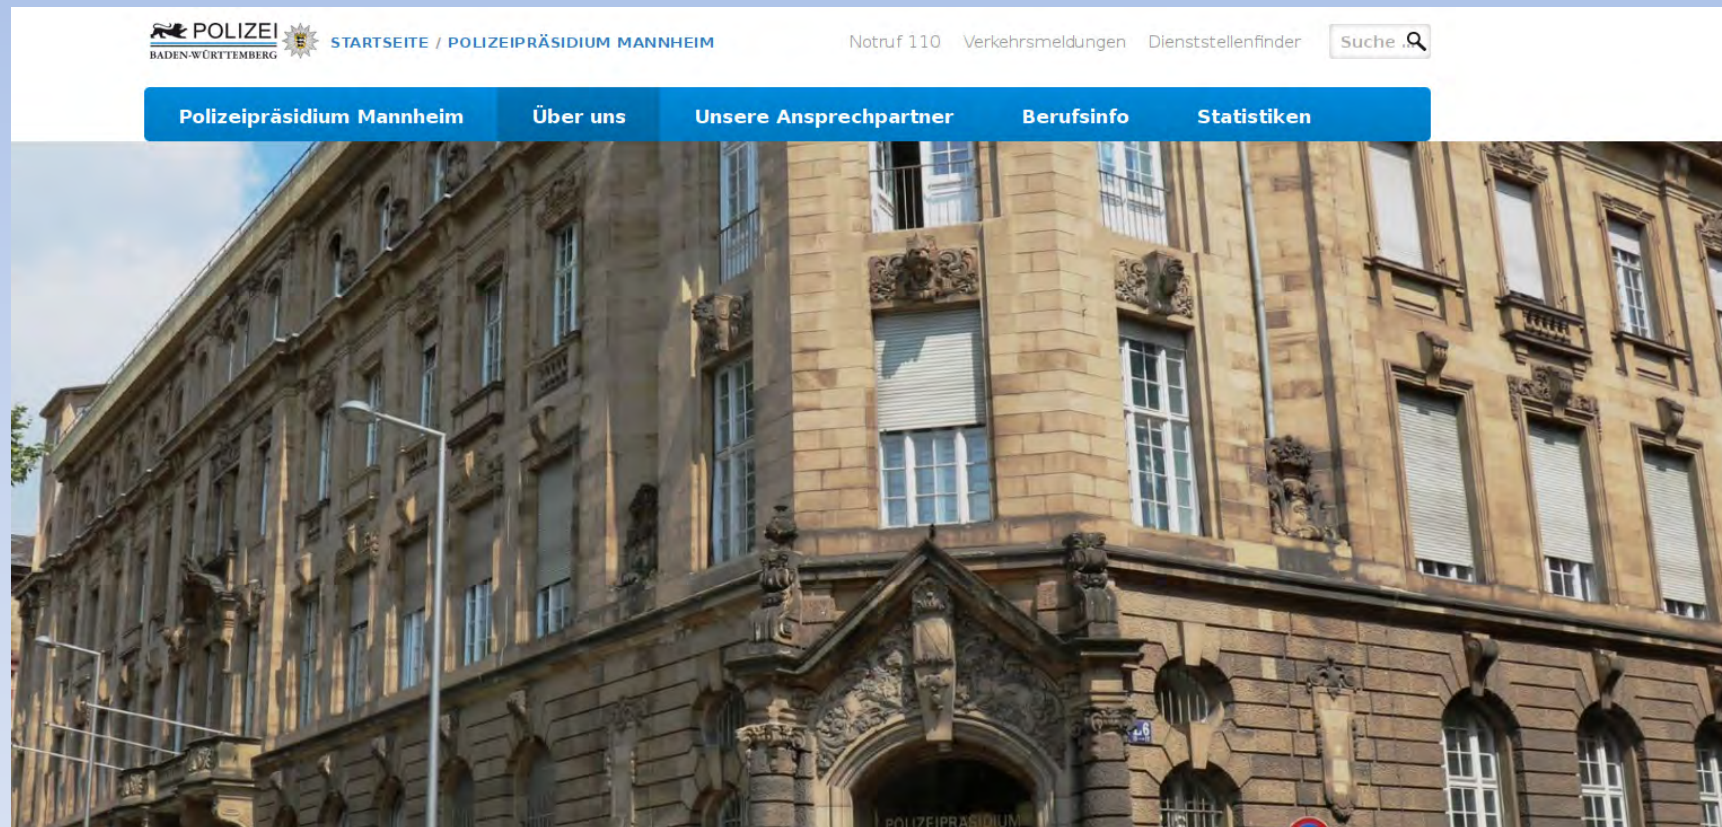 POLIZEI
BADEN-WÜRTTEMBERG
STARTSEITE / POLIZEIPRÄSIDIUM MANNHEIM
Notruf 110 Verkehrsmeldungen Dienststellenfinder Suche ...
Polizeipräsidium Mannheim Über uns Unsere Ansprechpartner Berufsinfo Statistiken
L6
POLIZEIPRÄSIDIUM